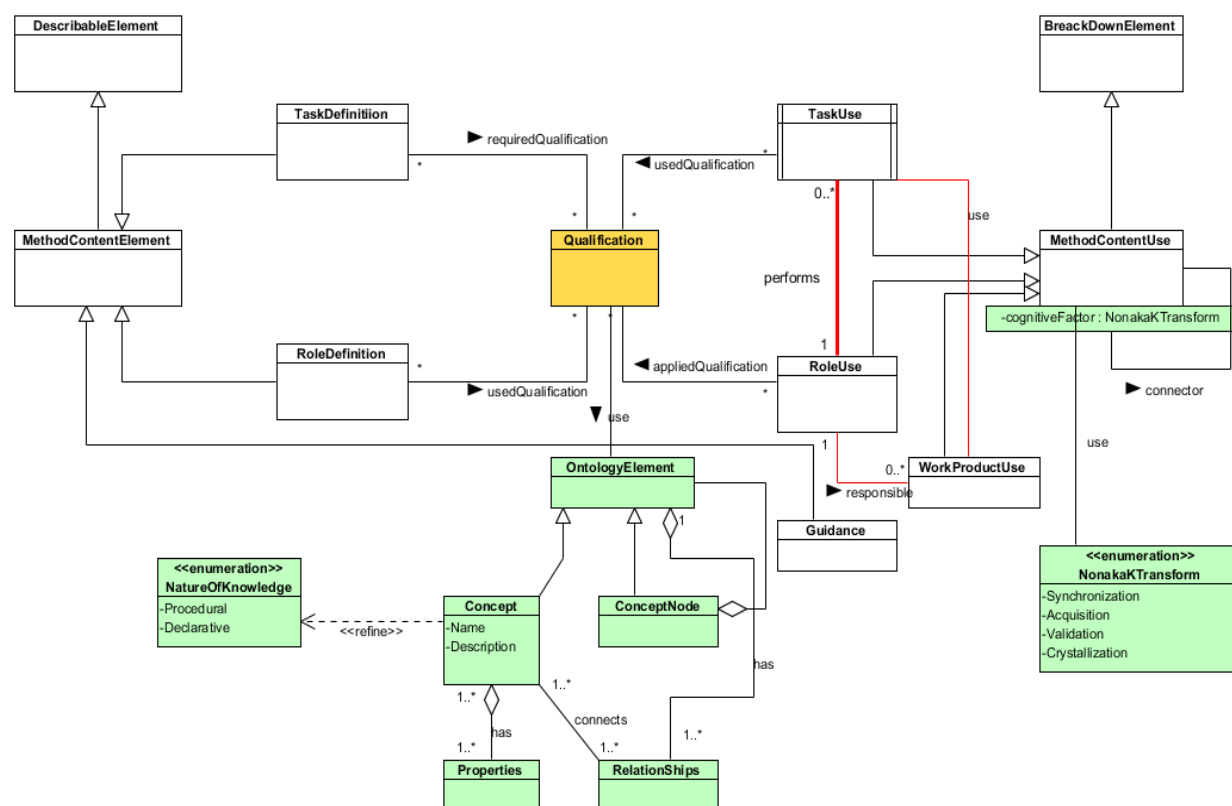 DescribableElement
BreackDownElement
TaskDefinitiion
TaskUse
requiredQualification
*
usedQualification
*
0..*
use
*
*
MethodContentElement
Qualification
MethodContentUse
performs
-cognitiveFactor : NonakaKTransform
*
*
1
RoleDefinition
RoleUse
*
usedQualification
appliedQualification
*
connector
use
1
use
OntologyElement
0..*
WorkProductUse
responsible
1
Guidance
<<enumeration>>
NatureOfKnowledge
-Procedural
-Declarative
<<refine>>
Concept
-Name
-Description
ConceptNode
<<enumeration>>
NonakaKTransform
-Synchronization
-Acquisition
-Validation
-Crystallization
has
1..*
1..*
connects
has
1..*
1..*
1..*
Properties
RelationShips